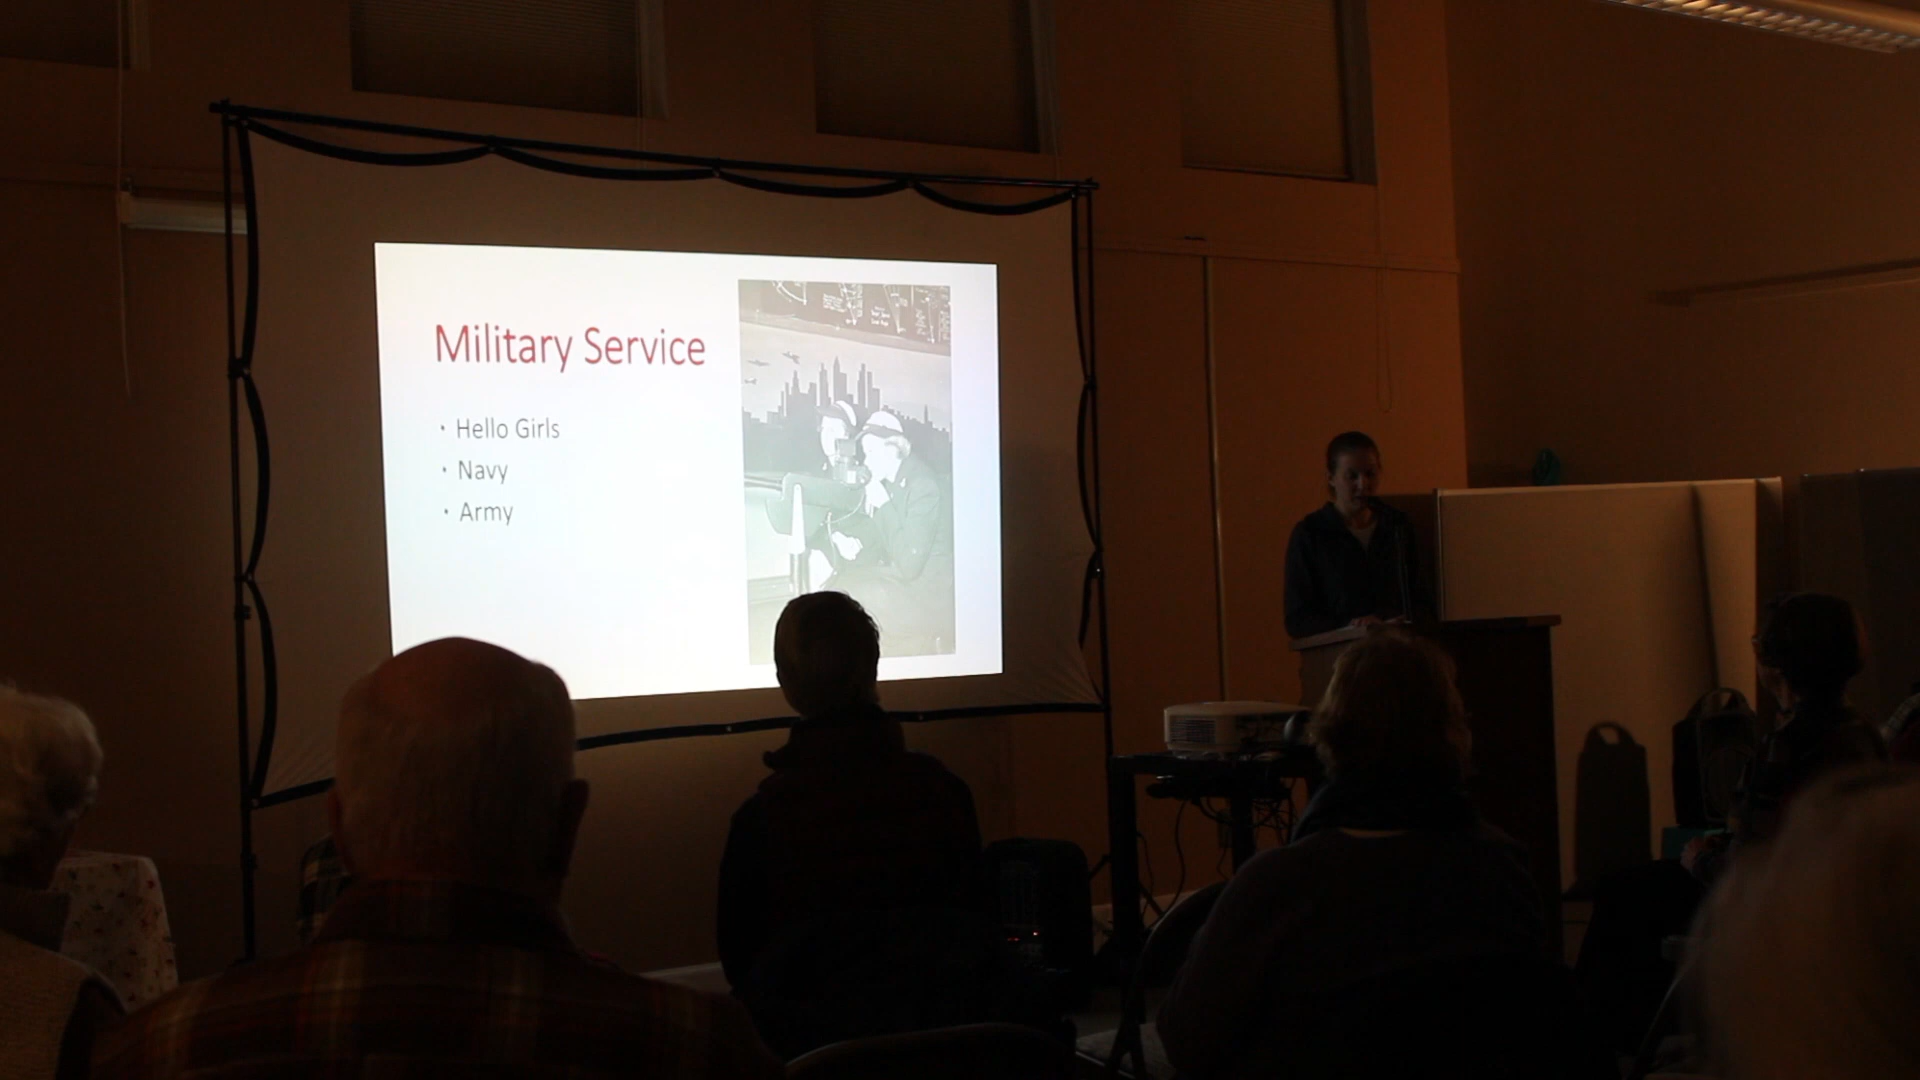 Military Service
• Hello Girls
• Navy
• Army